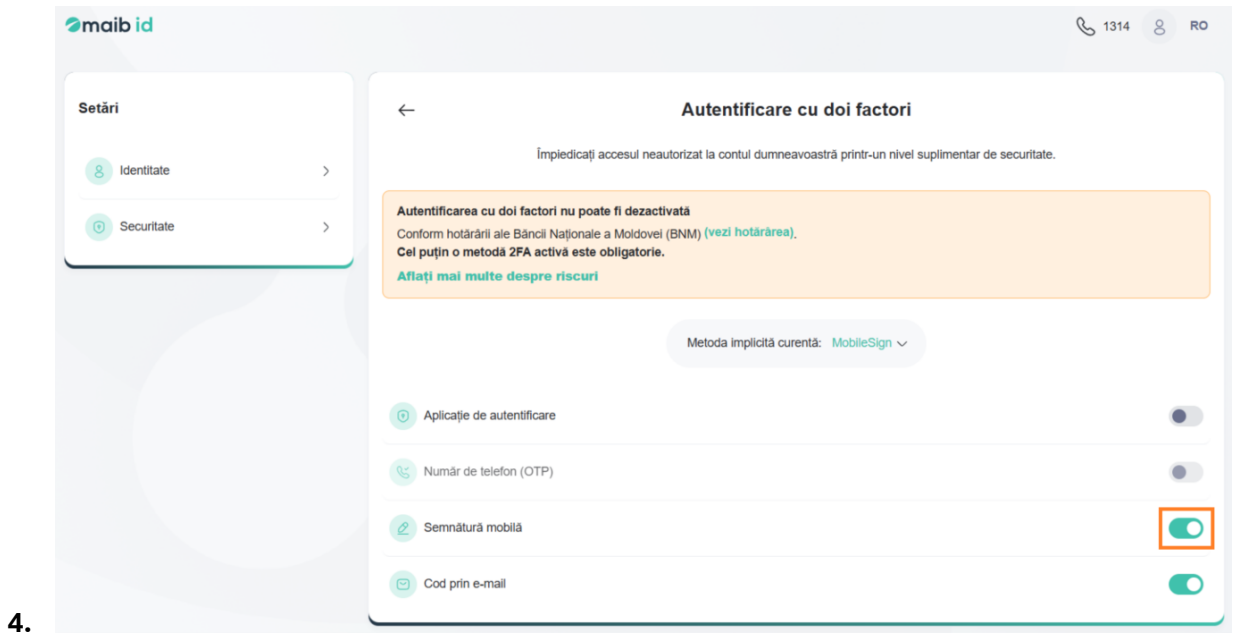 maib id
1314
RO
Setări
Identitate
Securitate
Autentificare cu doi factori
Împiedicați accesul neautorizat la contul dumneavoastră printr-un nivel suplimentar de securitate.
Autentificarea cu doi factori nu poate fi dezactivată
Conform hotărârii ale Băncii Naționale a Moldovei (BNM) (vezi hotărârea).
Cel puțin o metodă 2FA activă este obligatorie.
Aflați mai multe despre riscuri
Metoda implicită curentă: MobileSign
Aplicație de autentificare
Număr de telefon (OTP)
Semnătură mobilă
Cod prin e-mail
4.